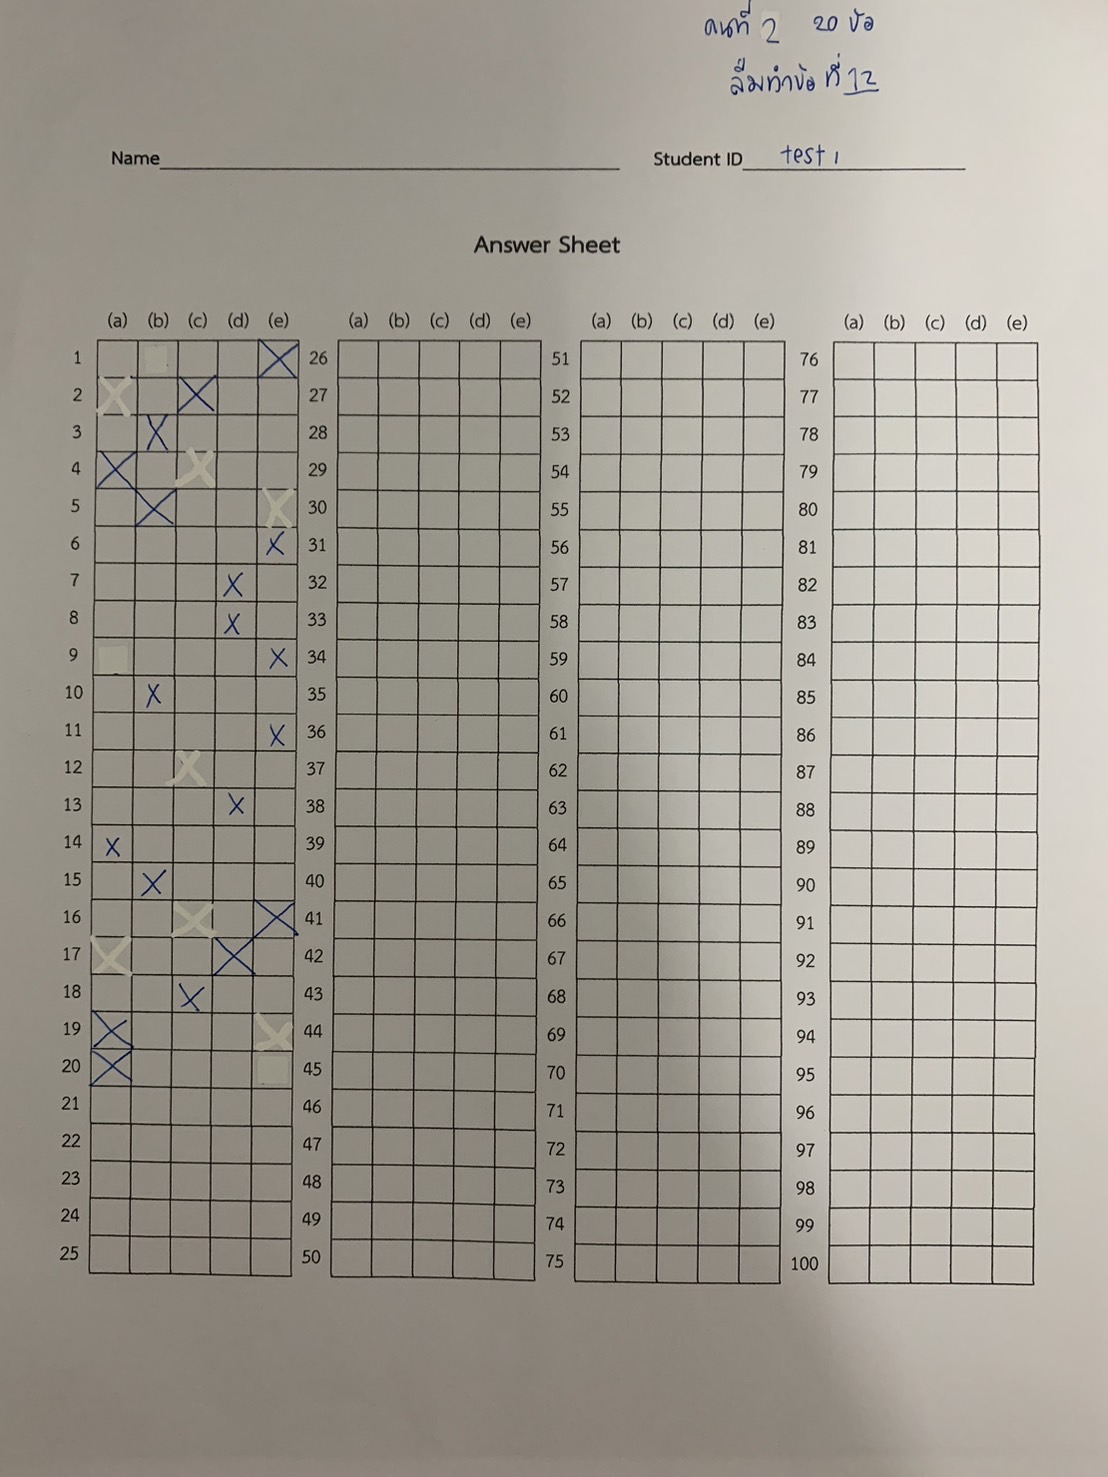 คนที่ 2 20 ข้อ
ลืมทำข้อ ที่ 12
Name Student ID test 1
Answer Sheet
(a) (b) (c) (d) (e) (a) (b) (c) (d) (e) (a) (b) (c) (d) (e) (a) (b) (c) (d) (e)
1 X 26 51 76
2 X 27 52 77
3 X 28 53 78
4 X 29 54 79
5 X 30 55 80
6 X 31 56 81
7 X 32 57 82
8 X 33 58 83
9 X 34 59 84
10 X 35 60 85
11 X 36 61 86
12 37 62 87
13 X 38 63 88
14 X 39 64 89
15 X 40 65 90
16 X 41 66 91
17 X 42 67 92
18 X 43 68 93
19 X 44 69 94
20 X 45 70 95
21 46 71 96
22 47 72 97
23 48 73 98
24 49 74 99
25 50 75 100